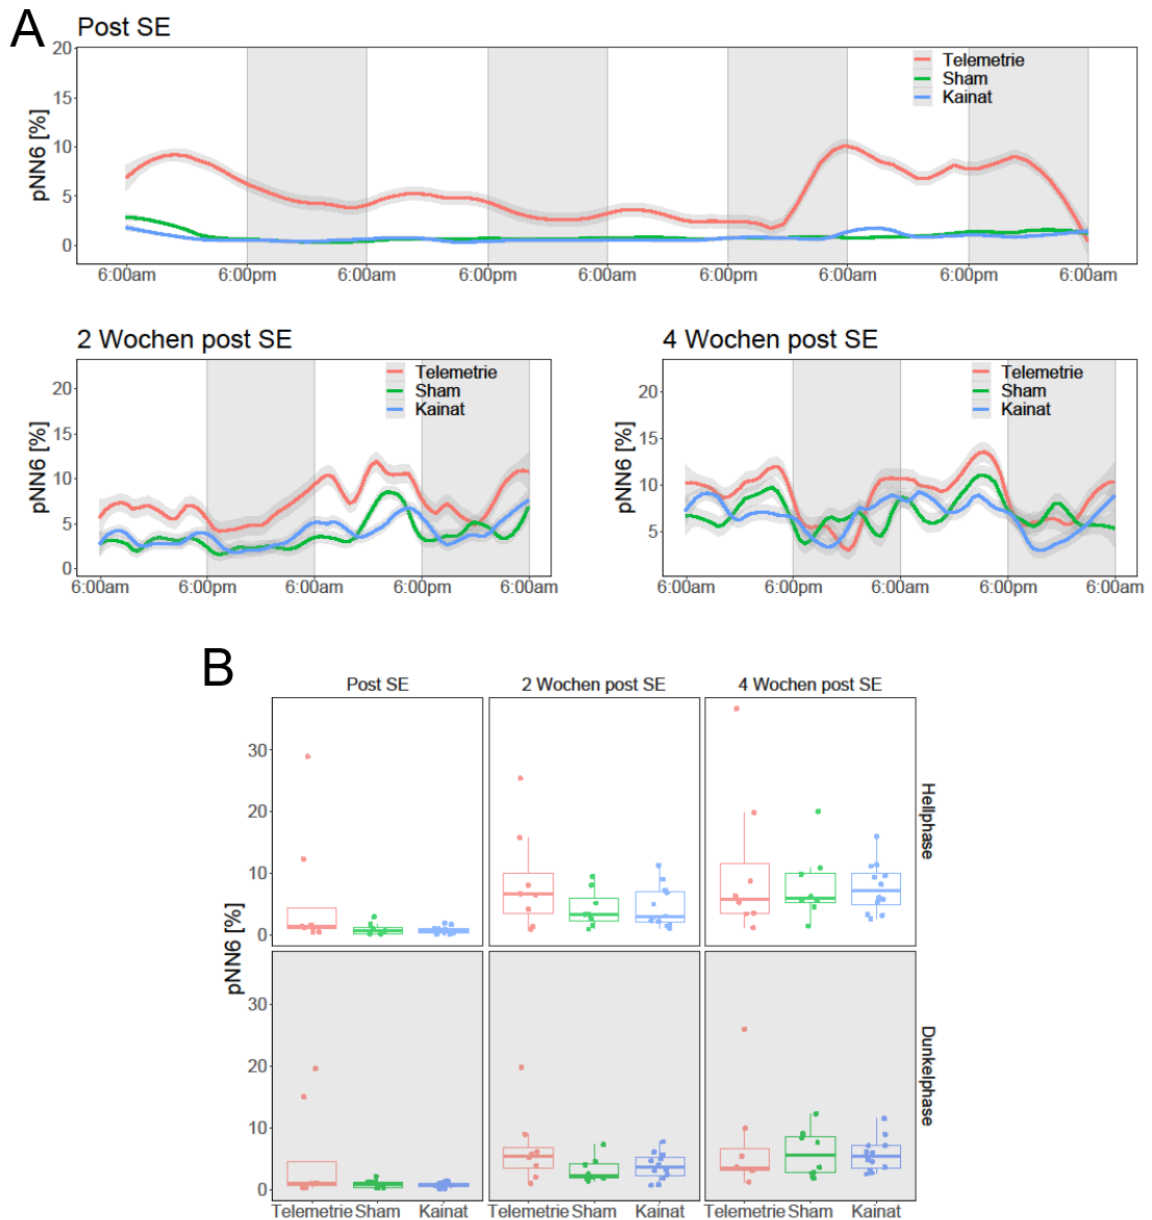 A
Post SE
20
15
10
5
0
pNN6 [%]
Telemetrie
Sham
Kainat
6:00am 6:00pm 6:00am 6:00pm 6:00am 6:00pm 6:00am 6:00pm 6:00am
2 Wochen post SE
20
15
10
5
0
pNN6 [%]
Telemetrie
Sham
Kainat
6:00am 6:00pm 6:00am 6:00pm 6:00am
4 Wochen post SE
20
15
10
5
pNN6 [%]
Telemetrie
Sham
Kainat
6:00am 6:00pm 6:00am 6:00pm 6:00am
B
Post SE 2 Wochen post SE 4 Wochen post SE
30
20
10
0
Hellphase
pNN6 [%]
30
20
10
0
Dunkelphase
Telemetrie Sham Kainat Telemetrie Sham Kainat Telemetrie Sham Kainat